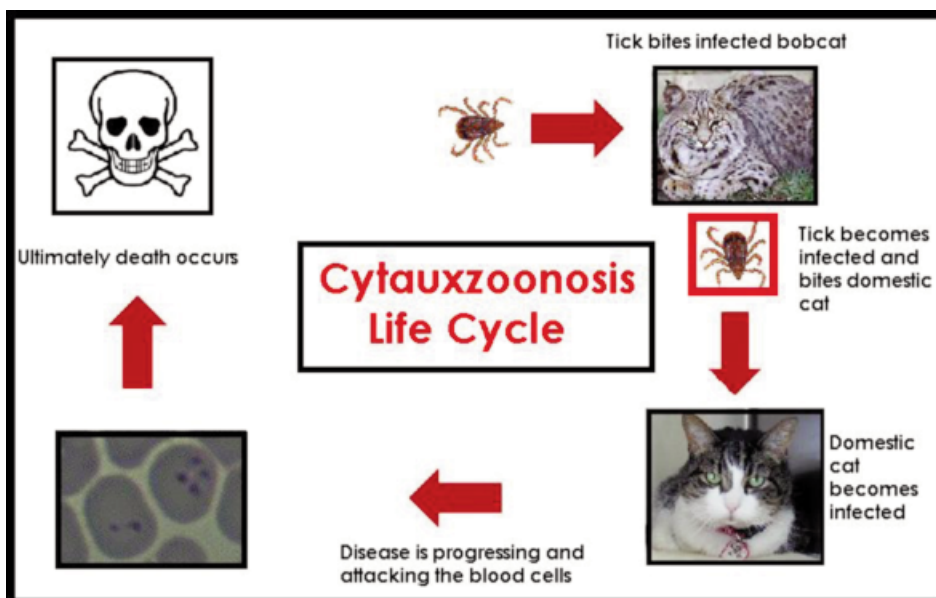 Tick bites infected bobcat
Tick becomes
infected and
bites domestic
cat
Cytauxzoonosis
Life Cycle
Ultimately death occurs
Domestic
cat
becomes
infected
Disease is progressing and
attacking the blood cells